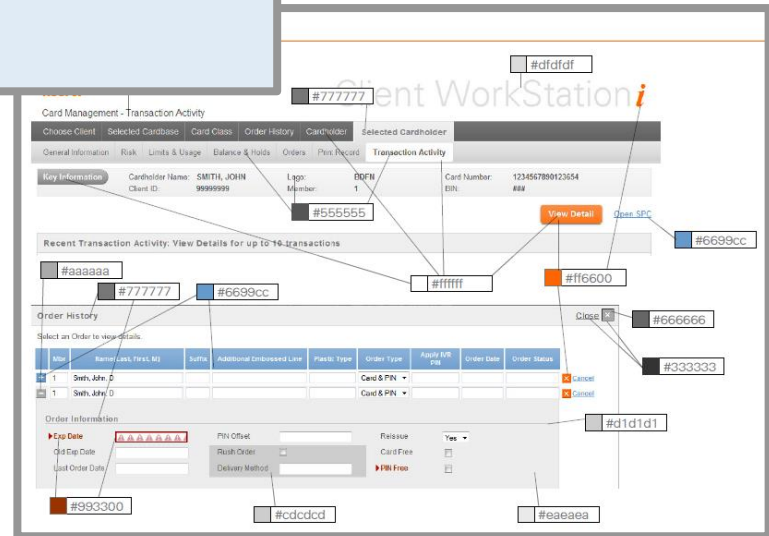 #dfdfdf
Client WorkStation i
#777777
Card Management - Transaction Activity
Choose Client Selected Cardbase Card Class Order History Cardholder Selected Cardholder
General Information Risk Limits & Usage Balance & Holds Orders Print Record Transaction Activity
Key Information Cardholder Name: SMITH, JOHN Logo: BDFN Card Number: 1234567890123654
Client ID: 99999999 Member: 1 BIN: ###
#555555
View Detail Open SPC
Recent Transaction Activity: View Details for up to 10 transactions
#6699cc
#aaaaaa
#ffffff
#ff6600
#777777
#6699cc
Order History
Close
#666666
Select an Order to view details.
Mbr Name(Last, First, M) Suffix Additional Embossed Line Plastic Type Order Type Apply IVR PIN Order Date Order Status
#333333
1 Smith, John, D Card & PIN Cancel
1 Smith, John, D Card & PIN Cancel
Order Information
#d1d1d1
Exp Date PIN Offset Reissue Yes
Old Exp Date Rush Order Card Free
Last Order Date Delivery Method PIN Free
#993300
#cdcdcd
#eaeaea